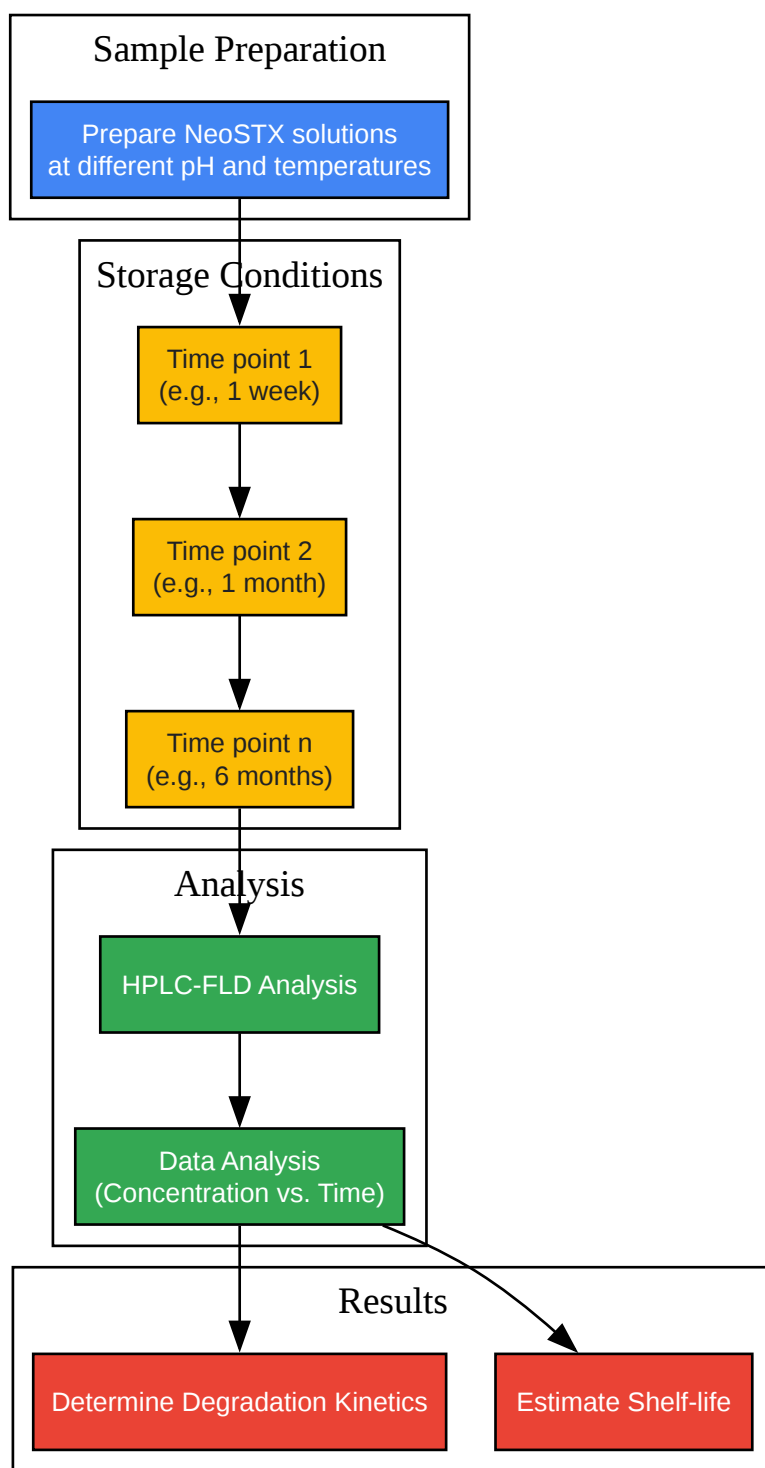 Sample Preparation
Prepare NeoSTX solutions
at different pH and temperatures
Storage Conditions
Time point 1
(e.g., 1 week)
Time point 2
(e.g., 1 month)
Time point n
(e.g., 6 months)
Analysis
HPLC-FLD Analysis
Data Analysis
(Concentration vs. Time)
Results
Determine Degradation Kinetics
Estimate Shelf-life